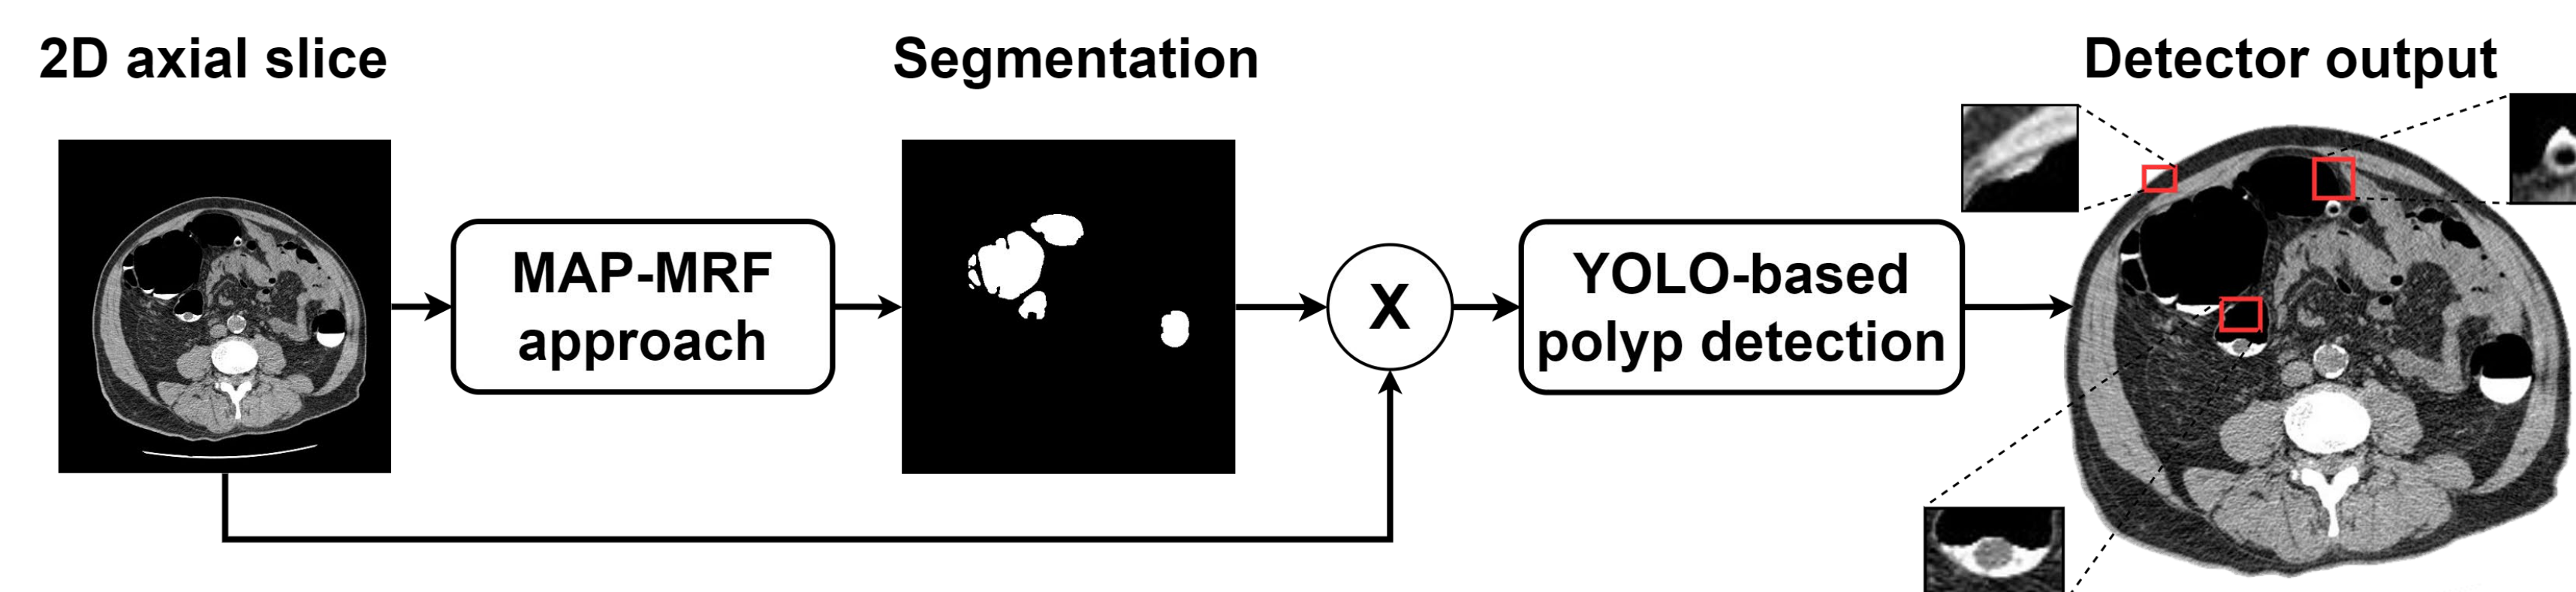 2D axial slice
Segmentation
Detector output
MAP-MRF
approach
X
YOLO-based
polyp detection